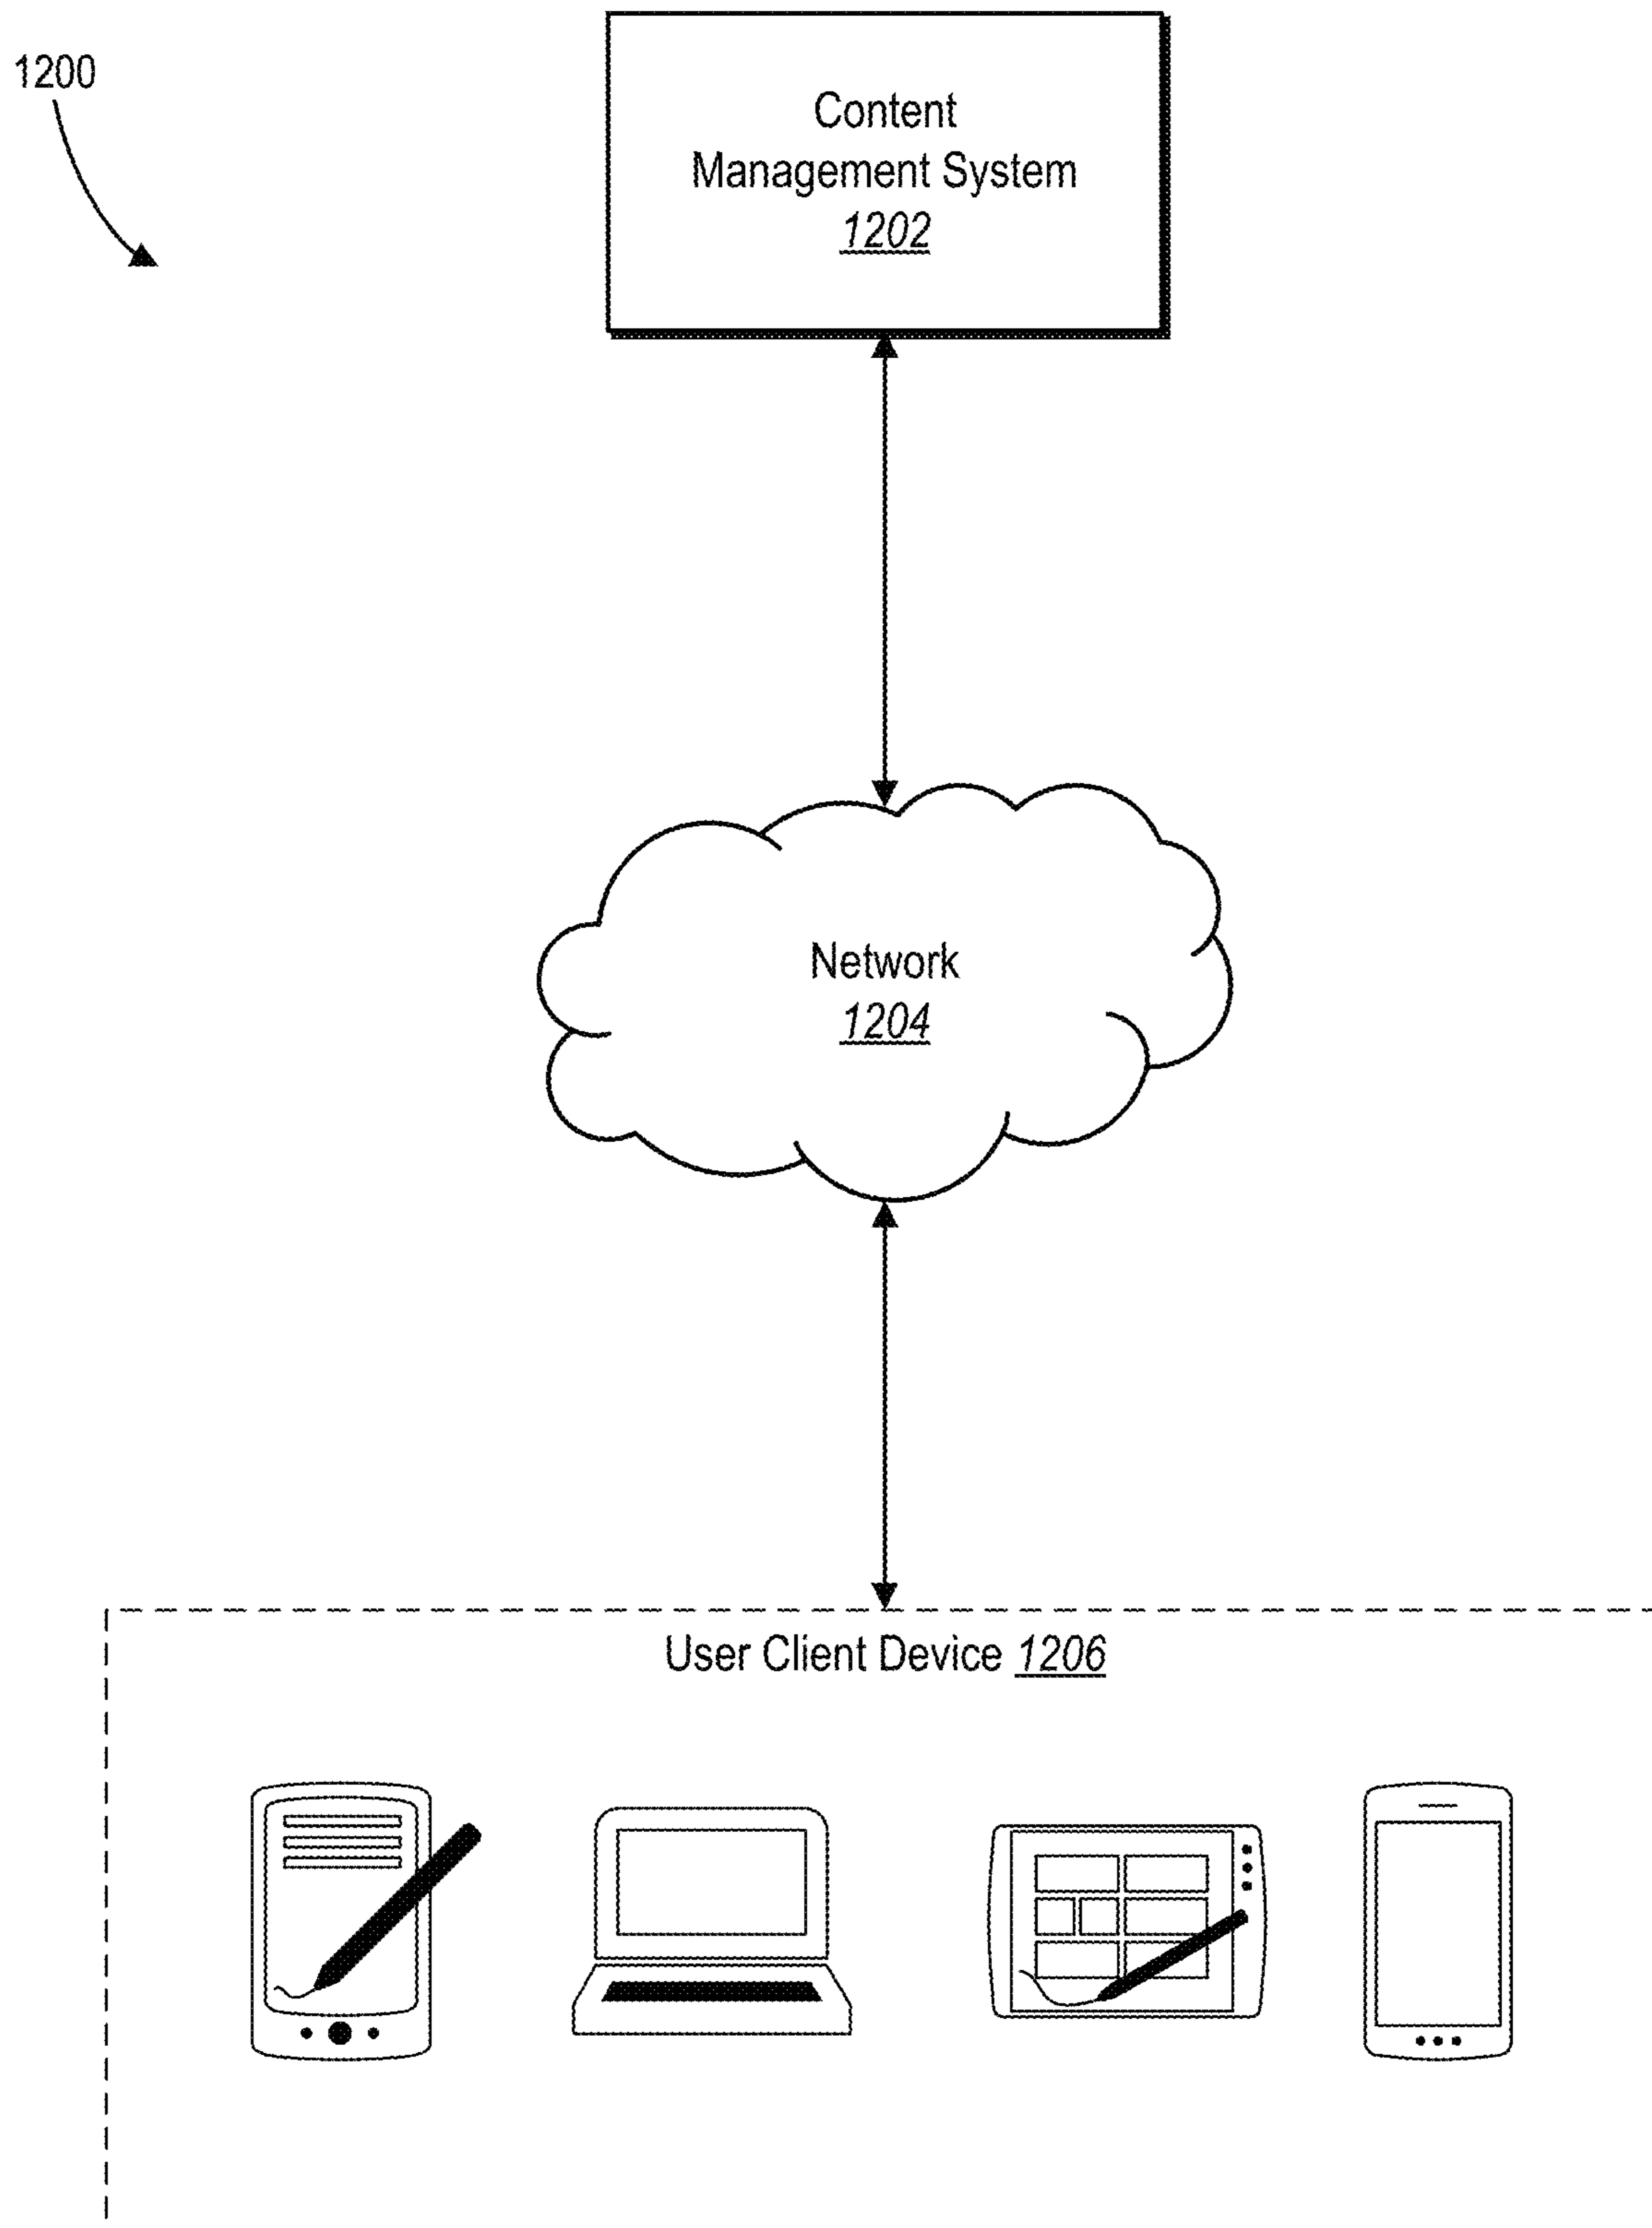 1200
Content
Management System
1202
Network
1204
User Client Device 1206